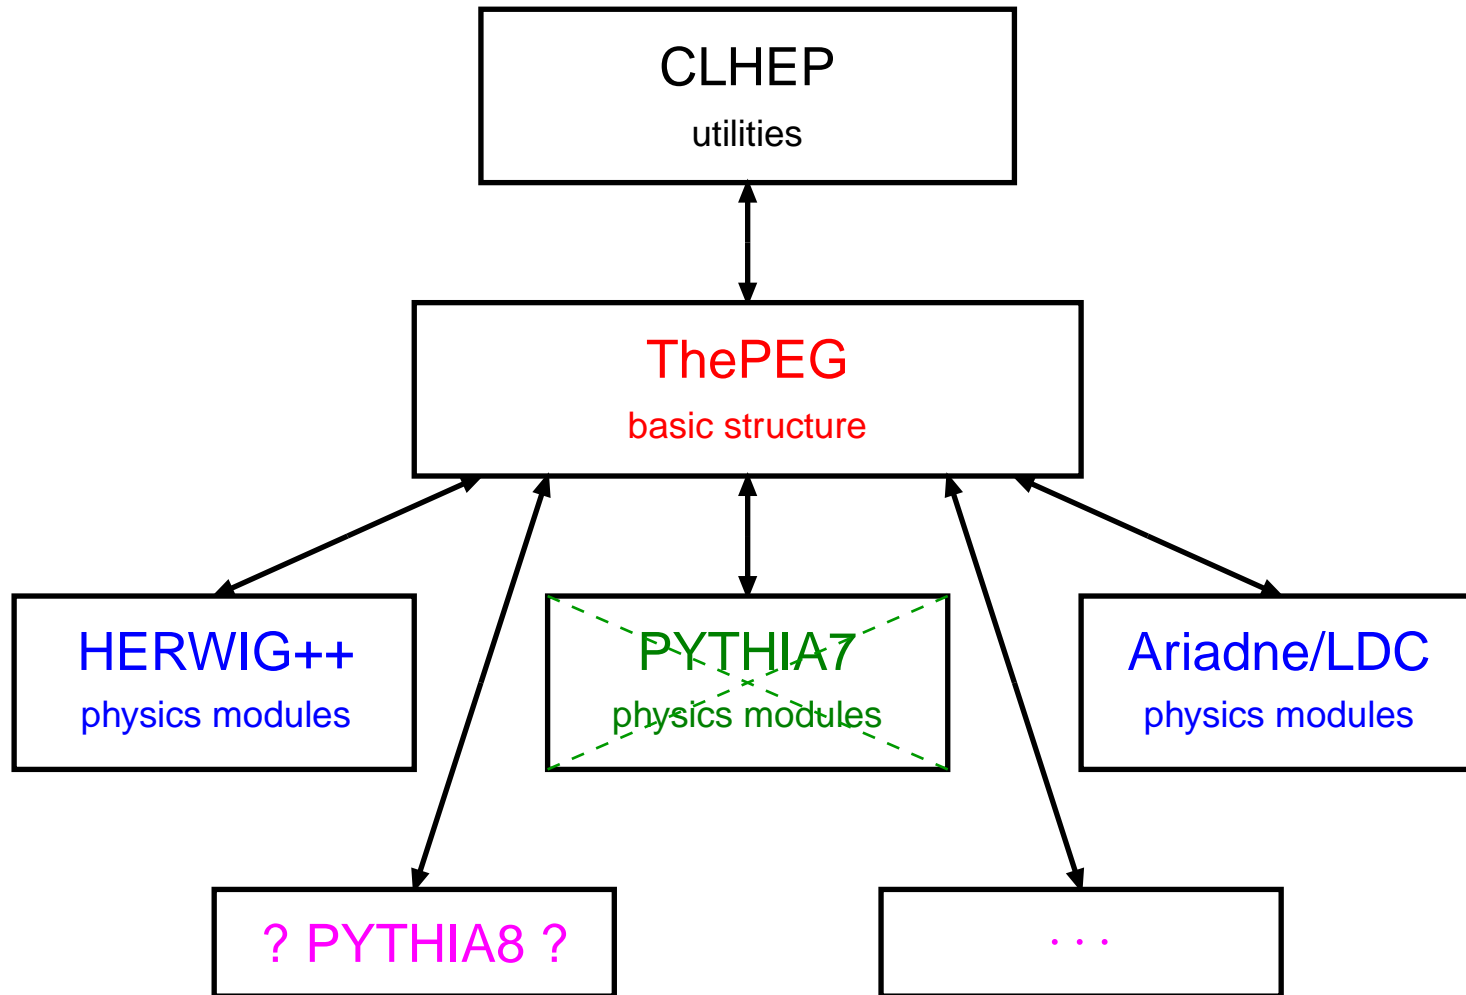 CLHEP
utilities
ThePEG
basic structure
HERWIG++
physics modules
PYTHIA7
physics modules
Ariadne/LDC
physics modules
? PYTHIA8 ?
· · ·